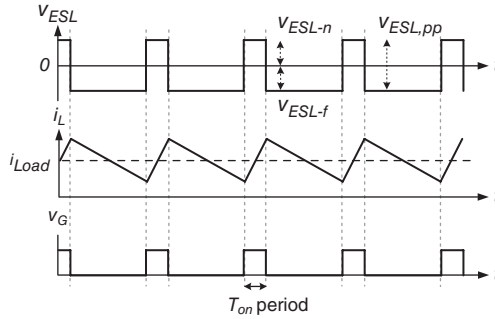 v_ESL
v_ESL-n
v_ESL,pp
0
t
v_ESL-f
i_L
i_Load
t
v_G
t
T_on period